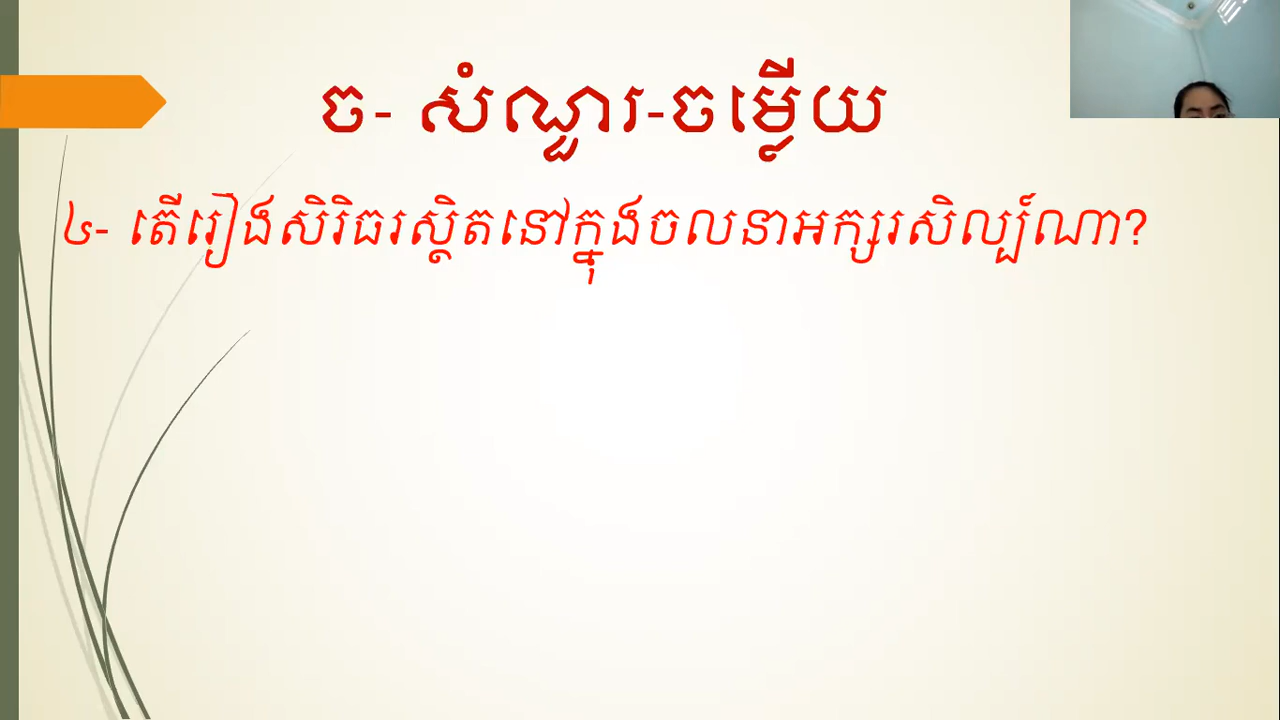 ច- សំណួរ-ចម្លើយ
៤- តើរឿងសិរិធរស្ថិតនៅក្នុងចលនាអក្សរសិល្ប៍ណា?